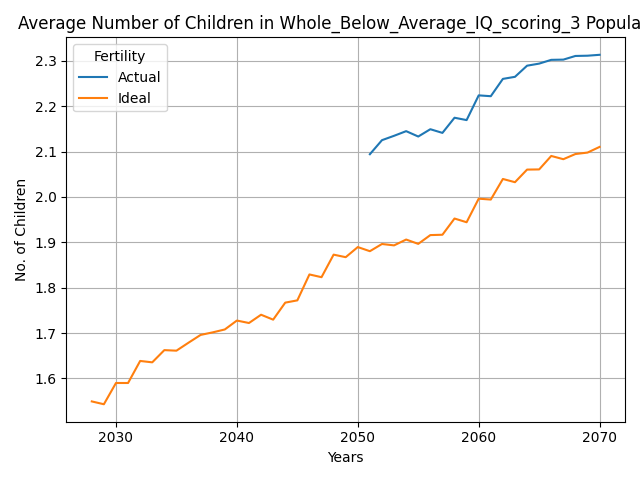 Average Number of Children in Whole_Below_Average_IQ_scoring_3 Popula
Fertility
Actual
Ideal
2.3
2.2
2.1
2.0
1.9
1.8
1.7
1.6
No. of Children
2030
2040
2050
2060
2070
Years